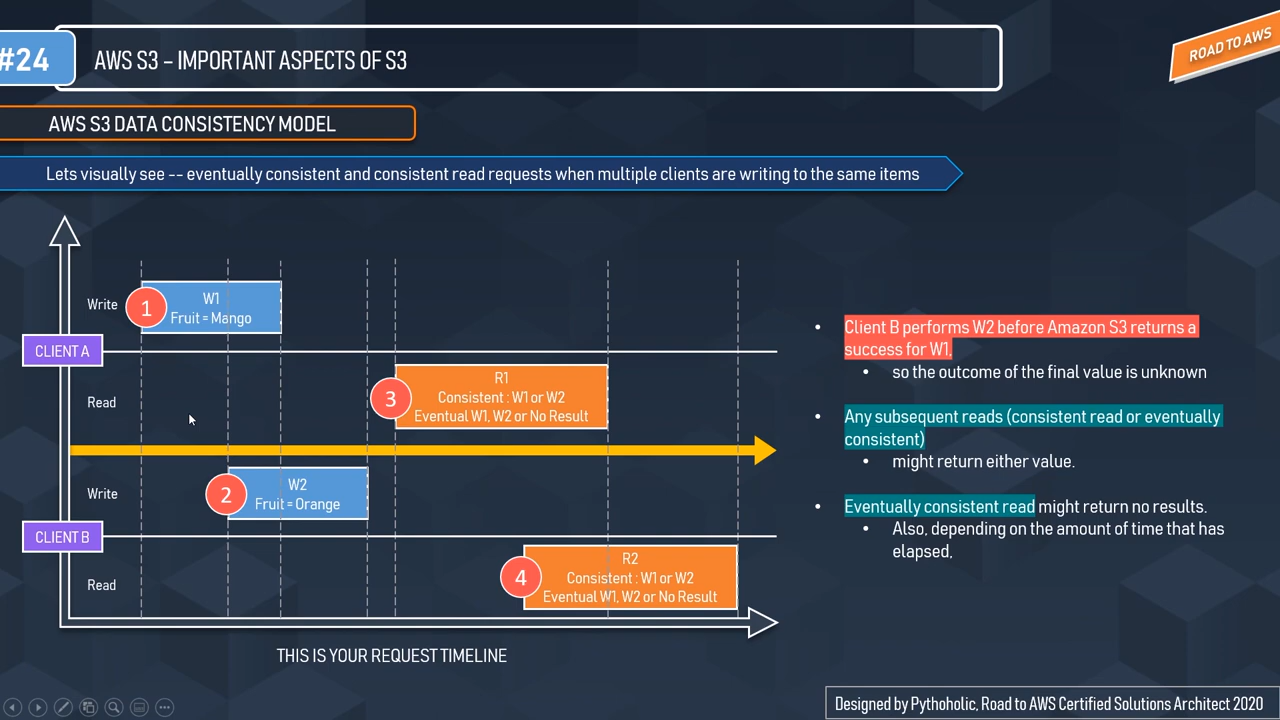 #24
AWS S3 – IMPORTANT ASPECTS OF S3
ROAD TO AWS
AWS S3 DATA CONSISTENCY MODEL
Lets visually see -- eventually consistent and consistent read requests when multiple clients are writing to the same items
Write
1
W1
Fruit = Mango
CLIENT A
Read
3
R1
Consistent : W1 or W2
Eventual W1, W2 or No Result
Write
2
W2
Fruit = Orange
CLIENT B
Read
4
R2
Consistent : W1 or W2
Eventual W1, W2 or No Result
THIS IS YOUR REQUEST TIMELINE
• Client B performs W2 before Amazon S3 returns a
success for W1,
• so the outcome of the final value is unknown
• Any subsequent reads (consistent read or eventually
consistent)
• might return either value.
• Eventually consistent read might return no results.
• Also, depending on the amount of time that has
elapsed,
Designed by Pythoholic, Road to AWS Certified Solutions Architect 2020